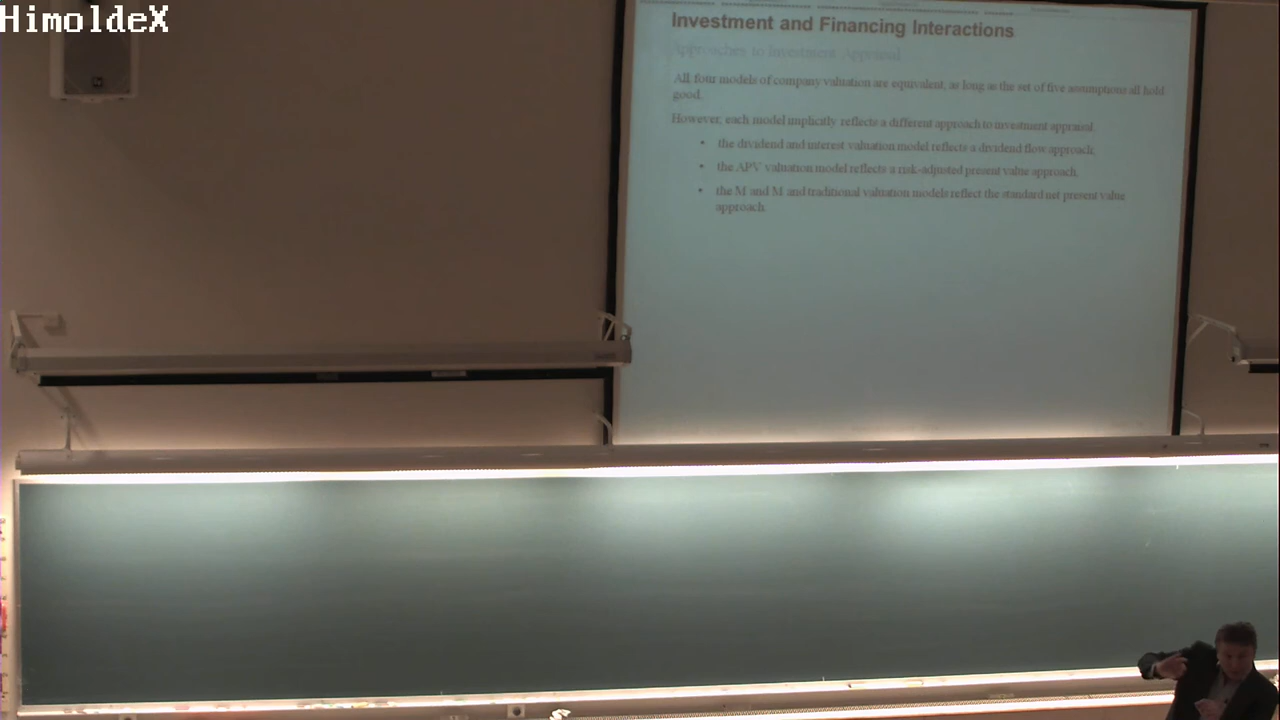 HimoldeX
Investment and Financing Interactions
Approaches to Investment Appraisal
All four models of company valuation are equivalent, as long as the set of five assumptions all hold
good.
However, each model implicitly reflects a different approach to investment appraisal.
• the dividend and interest valuation model reflects a dividend flow approach;
• the APV valuation model reflects a risk-adjusted present value approach,
• the M and M and traditional valuation models reflect the standard net present value
approach.